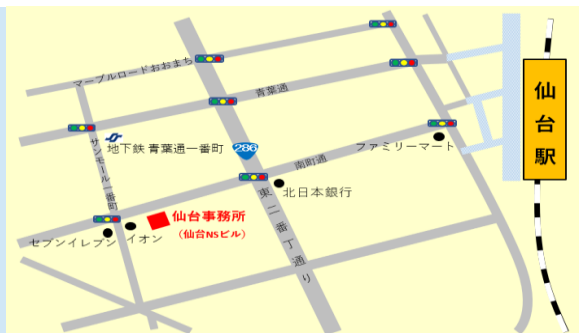 マーブルロードおおまち
青葉通
地下鉄 青葉通一番町
サンモール一番町
286
南町通
ファミリーマート
仙台駅
北日本銀行
東二番丁通り
仙台事務所
(仙台NSビル)
セブンイレブン
イオン